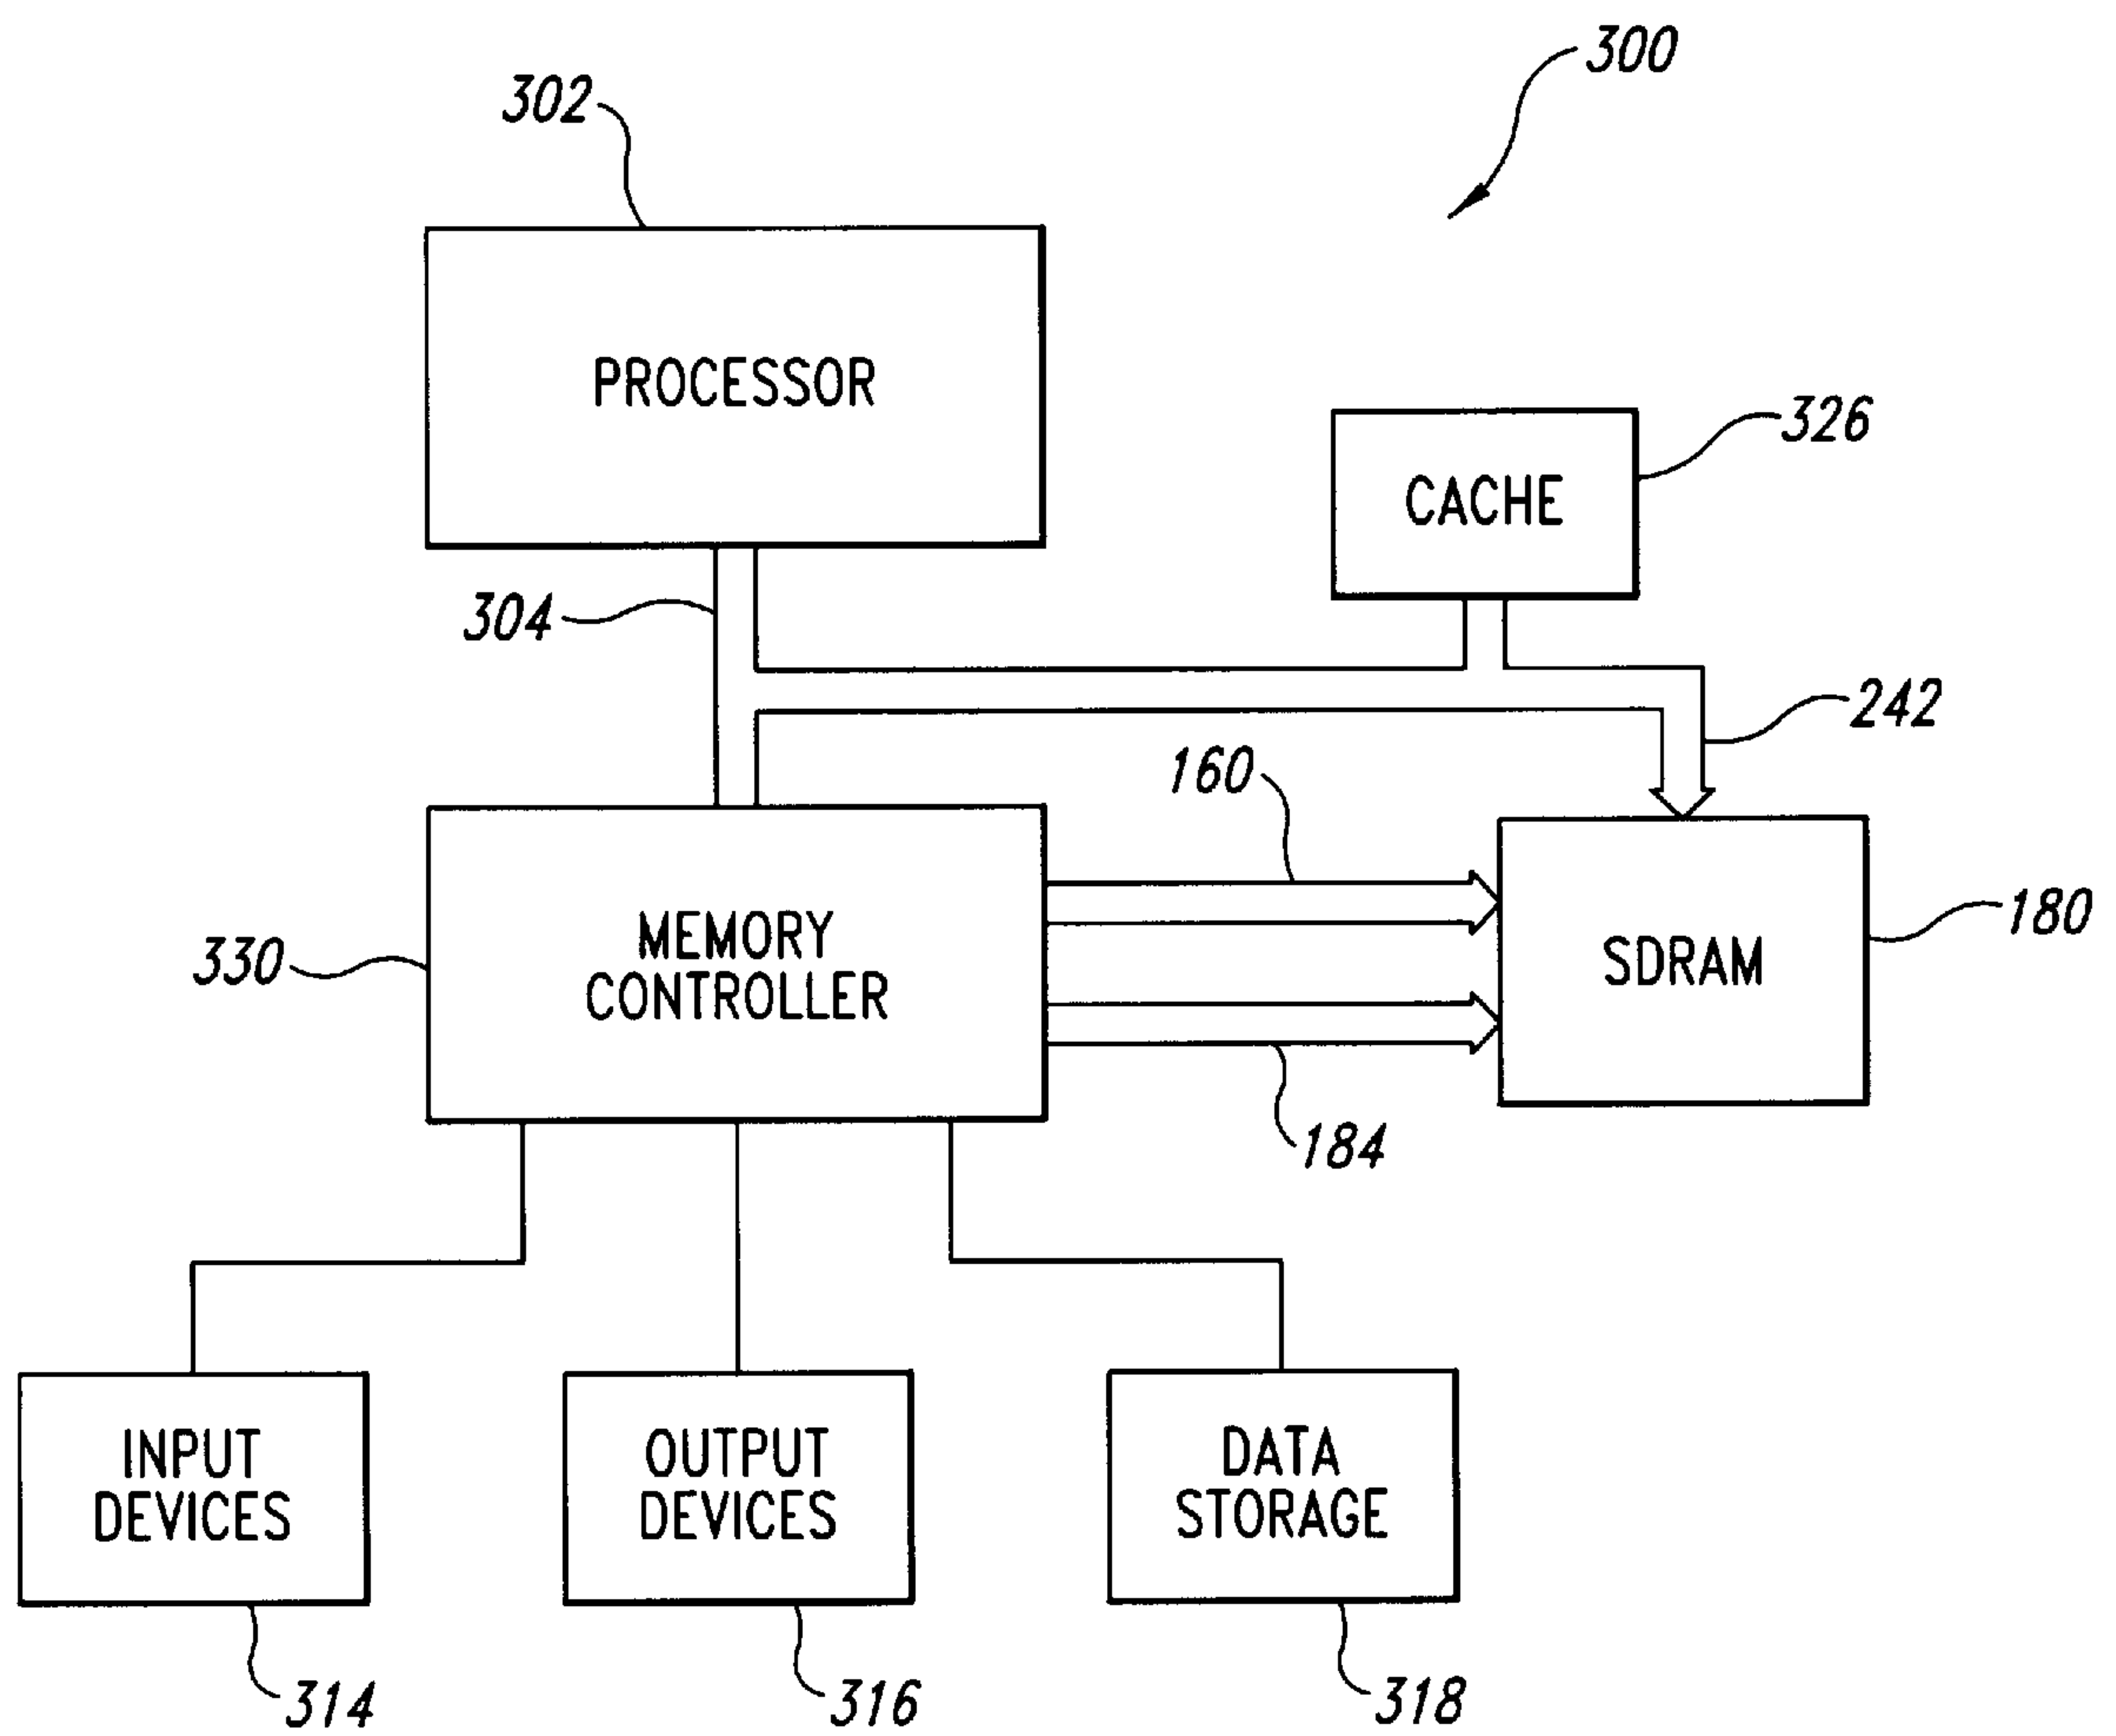 300
302
PROCESSOR
326
CACHE
304
242
160
180
MEMORY
CONTROLLER
SDRAM
330
184
INPUT
DEVICES
OUTPUT
DEVICES
DATA
STORAGE
314
316
318